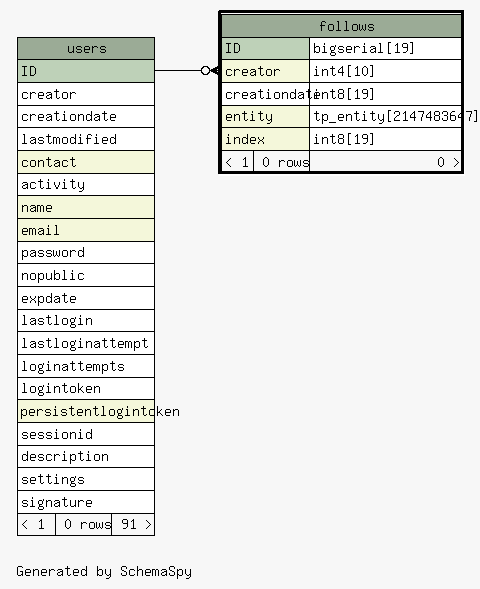 users
ID
creator
creationdate
lastmodified
contact
activity
name
email
password
nopublic
expdate
lastlogin
lastloginattempt
loginattempts
logintoken
persistentlogintoken
sessionid
description
settings
signature
< 1 0 rows 91 >
follows
ID bigserial[19]
creator int4[10]
creationdate int8[19]
entity tp_entity[2147483647]
index int8[19]
< 1 0 rows 0 >
Generated by SchemaSpy